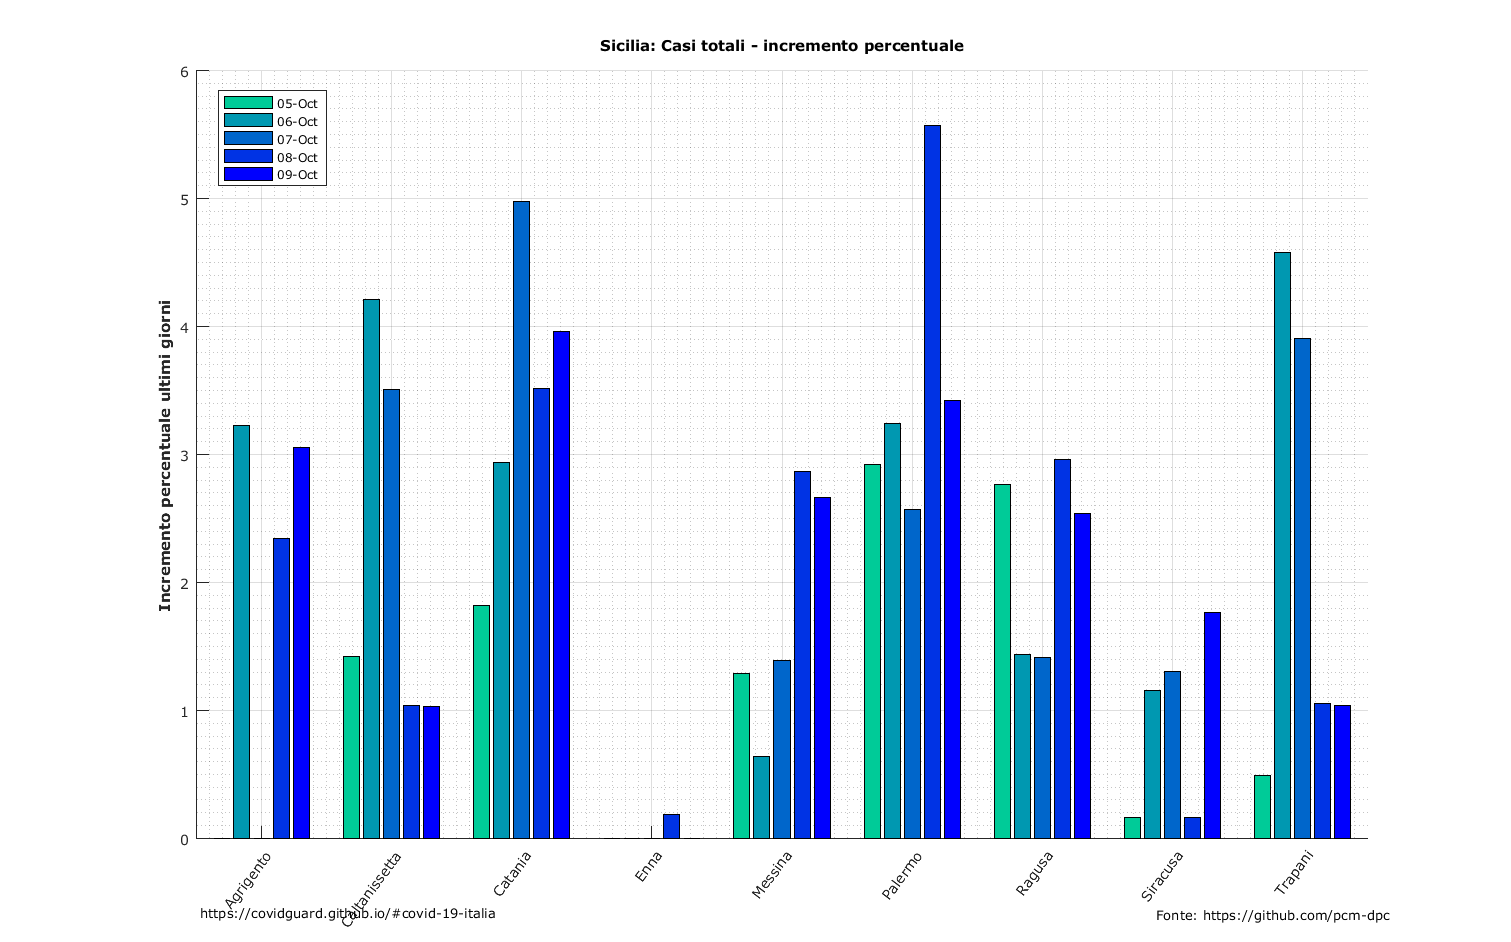 Sicilia: Casi totali - incremento percentuale
6
5
4
3
2
1
0
Incremento percentuale ultimi giorni
05-Oct
06-Oct
07-Oct
08-Oct
09-Oct
Agrigento
Caltanissetta
Catania
Enna
Messina
Palermo
Ragusa
Siracusa
Trapani
https://covidguard.github.io/#covid-19-italia
Fonte: https://github.com/pcm-dpc